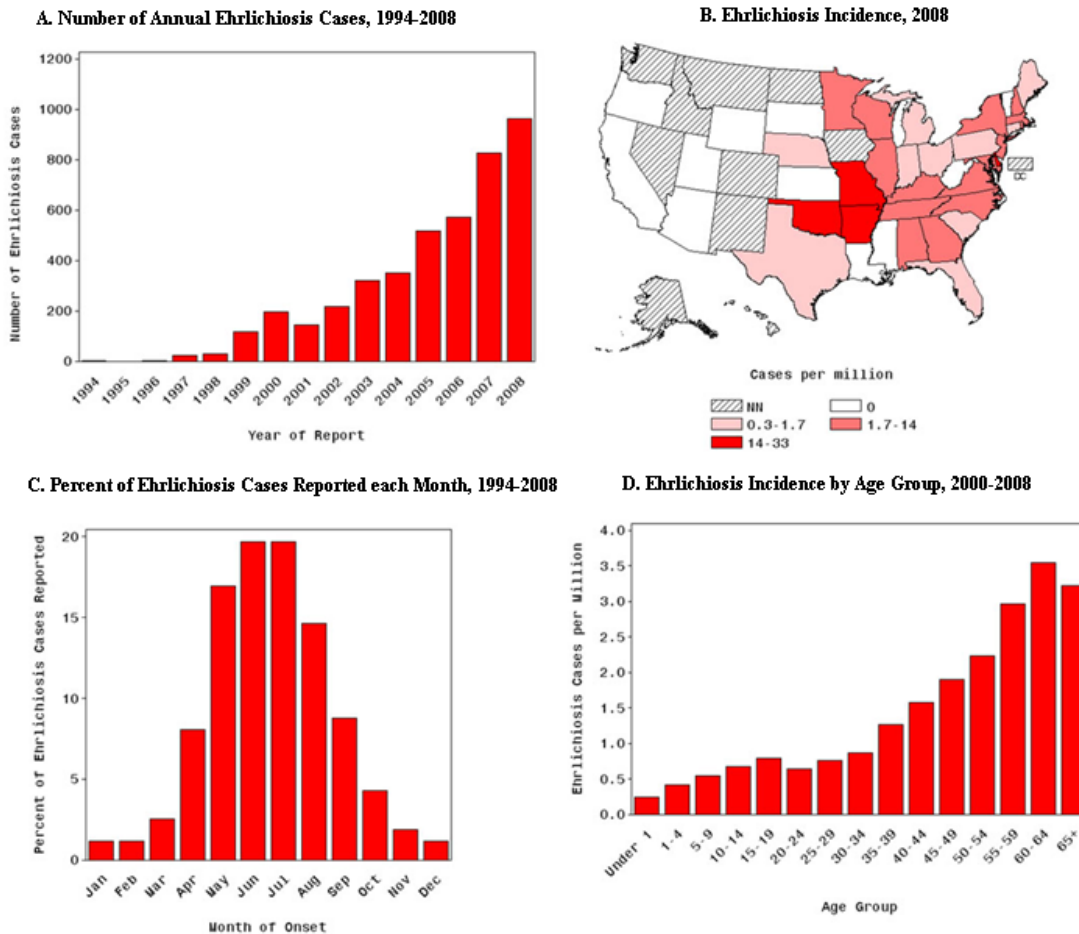 A. Number of Annual Ehrlichiosis Cases, 1994-2008
Number of Ehrlichiosis Cases
1200
1000
800
600
400
200
0
1994 1995 1996 1997 1998 1999 2000 2001 2002 2003 2004 2005 2006 2007 2008
Year of Report
B. Ehrlichiosis Incidence, 2008
DC
Cases per million
NN 0
0.3-1.7 1.7-14
14-33
C. Percent of Ehrlichiosis Cases Reported each Month, 1994-2008
Percent of Ehrlichiosis Cases Reported
20
15
10
5
0
Jan Feb Mar Apr May Jun Jul Aug Sep Oct Nov Dec
Month of Onset
D. Ehrlichiosis Incidence by Age Group, 2000-2008
Ehrlichiosis Cases per Million
4.0
3.5
3.0
2.5
2.0
1.5
1.0
0.5
0.0
Under 1 1-4 5-9 10-14 15-19 20-24 25-29 30-34 35-39 40-44 45-49 50-54 55-59 60-64 65+
Age Group